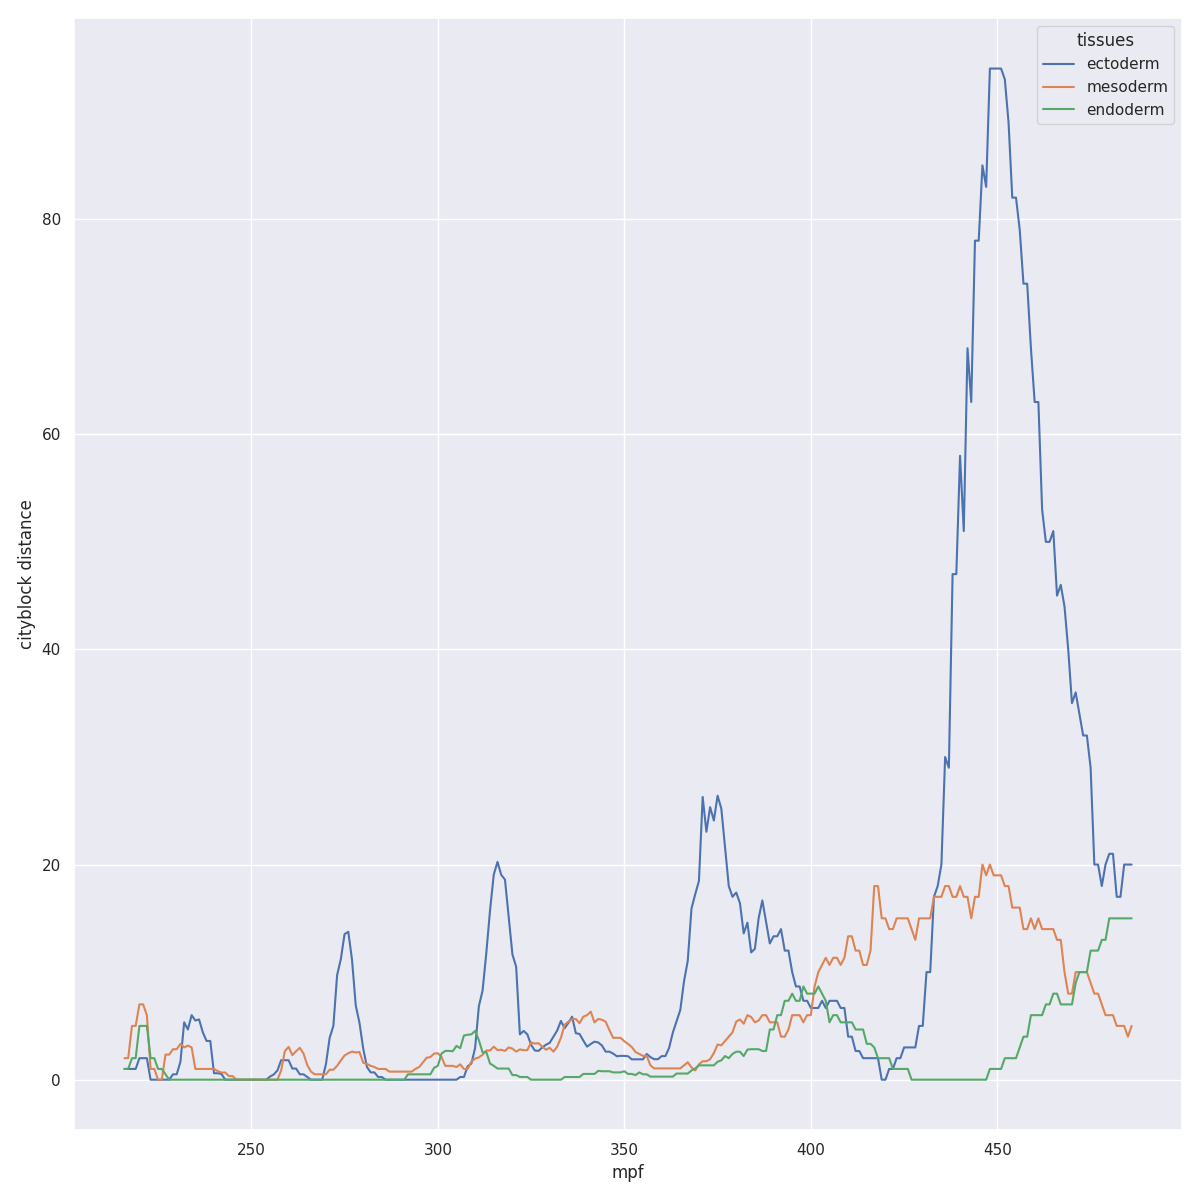 tissues
ectoderm
mesoderm
endoderm
80
60
40
20
0
cityblock distance
250 300 350 400 450
mpf